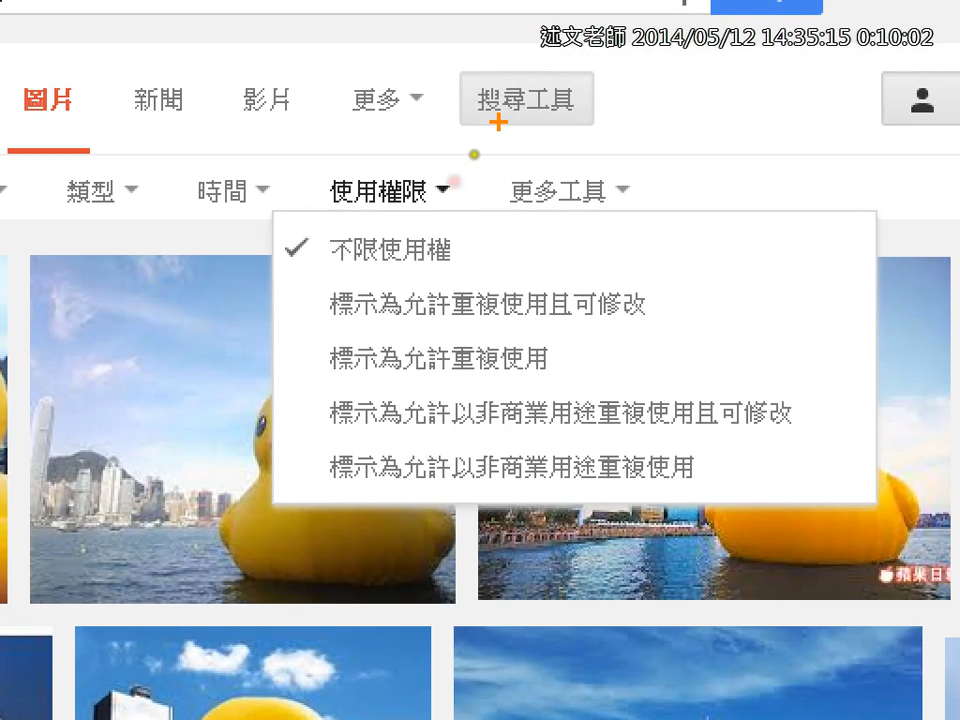 述文老師 2014/05/12 14:35:15 0:10:02
圖片 新聞 影片 更多 搜尋工具
類型 時間 使用權限 更多工具
不限使用權
標示為允許重複使用且可修改
標示為允許重複使用
標示為允許以非商業用途重複使用且可修改
標示為允許以非商業用途重複使用
蘋果日